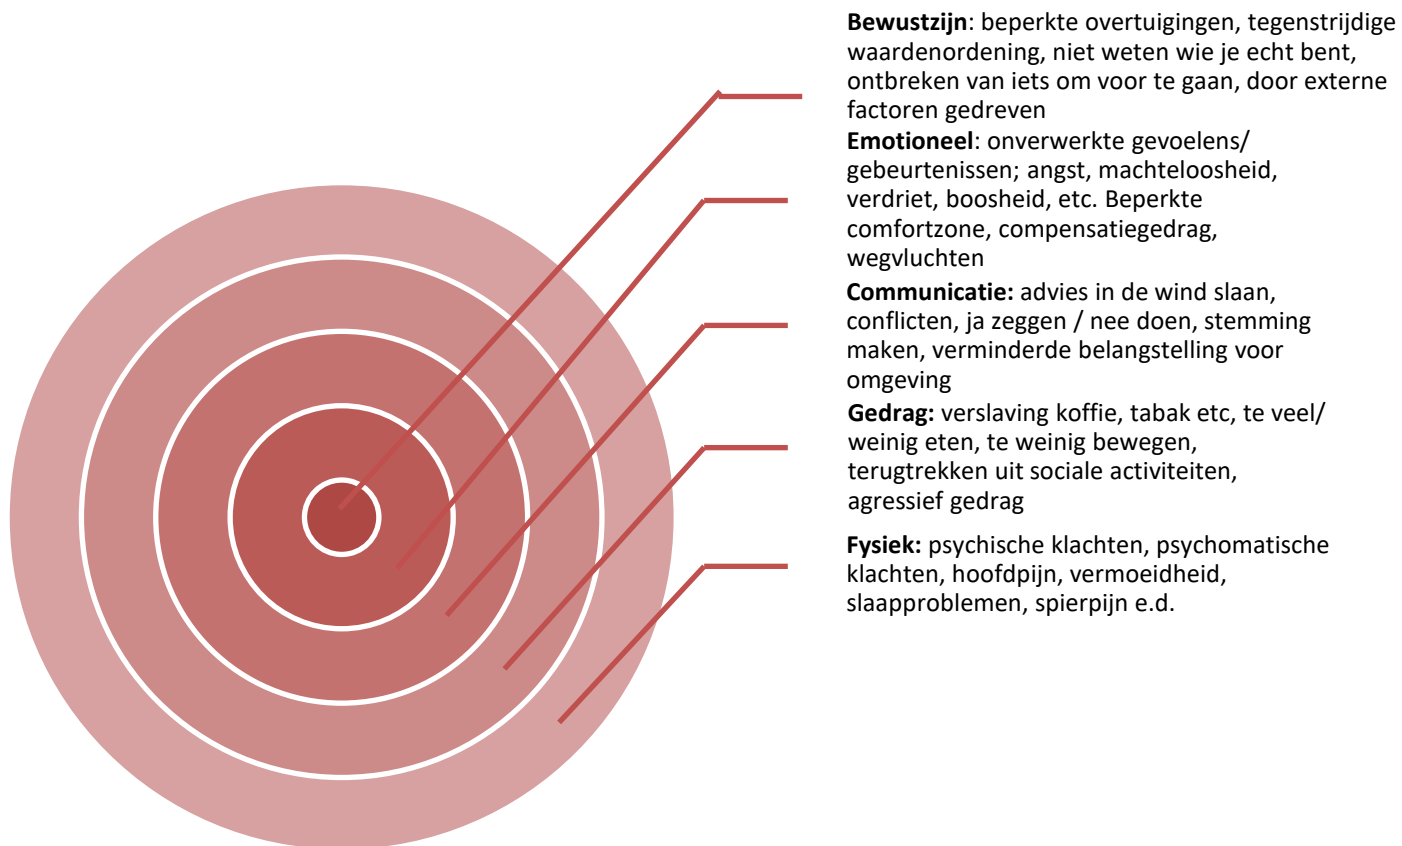 Bewustzijn: beperkte overtuigingen, tegenstrijdige
waardenordening, niet weten wie je echt bent,
ontbreken van iets om voor te gaan, door externe
factoren gedreven
Emotioneel: onverwerkte gevoelens/
gebeurtenissen; angst, machteloosheid,
verdriet, boosheid, etc. Beperkte
comfortzone, compensatiegedrag,
wegvluchten
Communicatie: advies in de wind slaan,
conflicten, ja zeggen / nee doen, stemming
maken, verminderde belangstelling voor
omgeving
Gedrag: verslaving koffie, tabak etc, te veel/
weinig eten, te weinig bewegen,
terugtrekken uit sociale activiteiten,
agressief gedrag
Fysiek: psychische klachten, psychomatische
klachten, hoofdpijn, vermoeidheid,
slaapproblemen, spierpijn e.d.